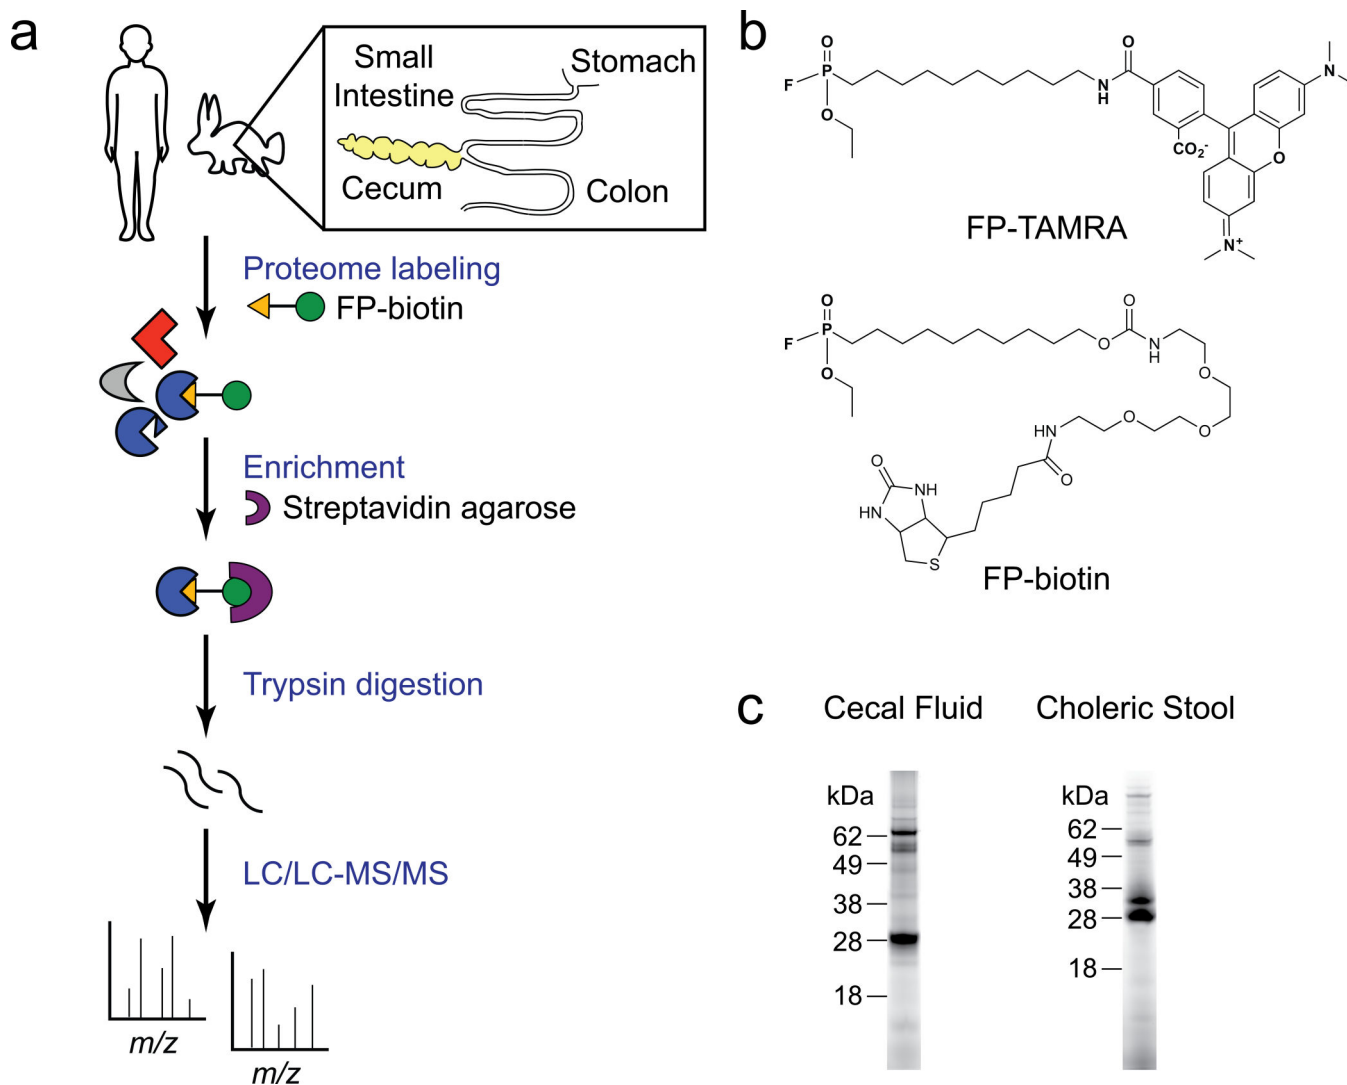 a
Small
Intestine
Stomach
Cecum
Colon
Proteome labeling
FP-biotin
Enrichment
Streptavidin agarose
Trypsin digestion
LC/LC-MS/MS
m/z
m/z
b
O
F
P
O
N
H
O
CO2-
O
N
N+
FP-TAMRA
O
F
P
O
O
O
N
H
O
O
O
HN
O
O
NH
HN
S
FP-biotin
c
Cecal Fluid
Choleric Stool
kDa
62
49
38
28
18
kDa
62
49
38
28
18